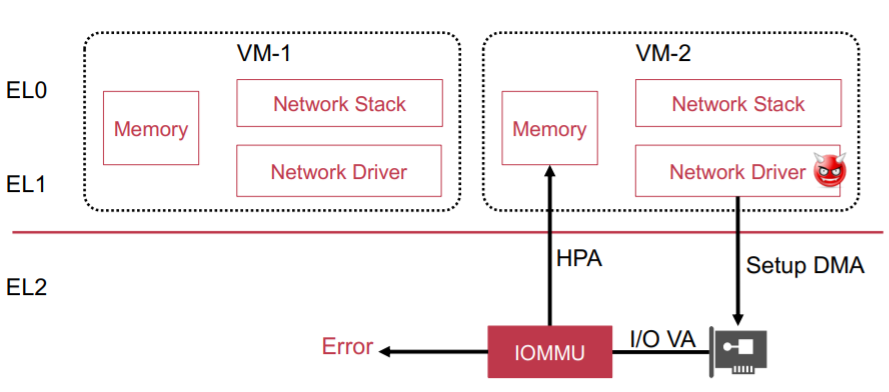 VM-1
VM-2
EL0
Network Stack
Network Stack
Memory
Memory
Network Driver
Network Driver
EL1
HPA
Setup DMA
EL2
Error
IOMMU
I/O VA